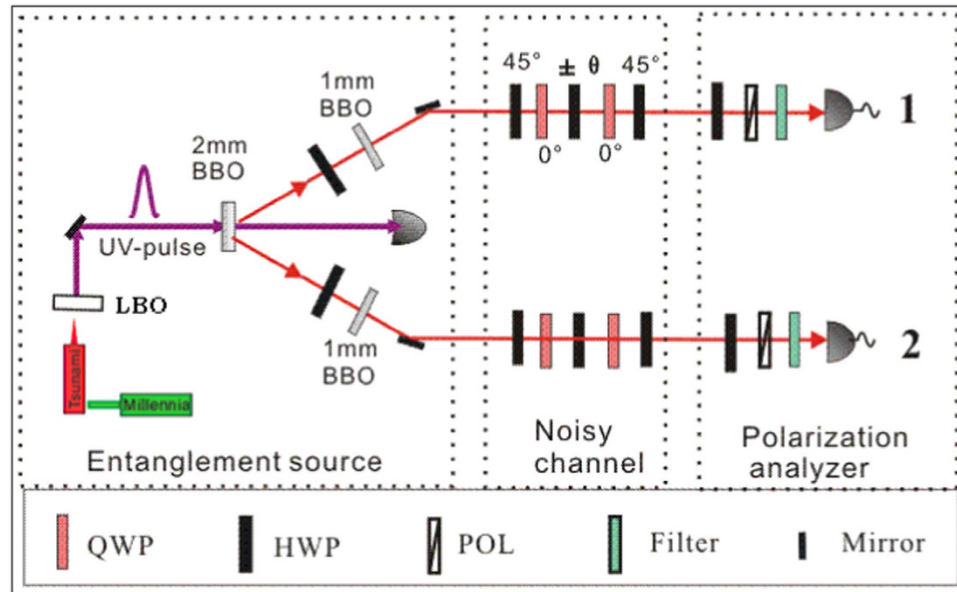 1mm
BBO
45° ± θ 45°
0° 0°
1
2mm
BBO
UV-pulse
LBO
Tsunami
Millennia
1mm
BBO
2
Entanglement source
Noisy
channel
Polarization
analyzer
QWP
HWP
POL
Filter
Mirror